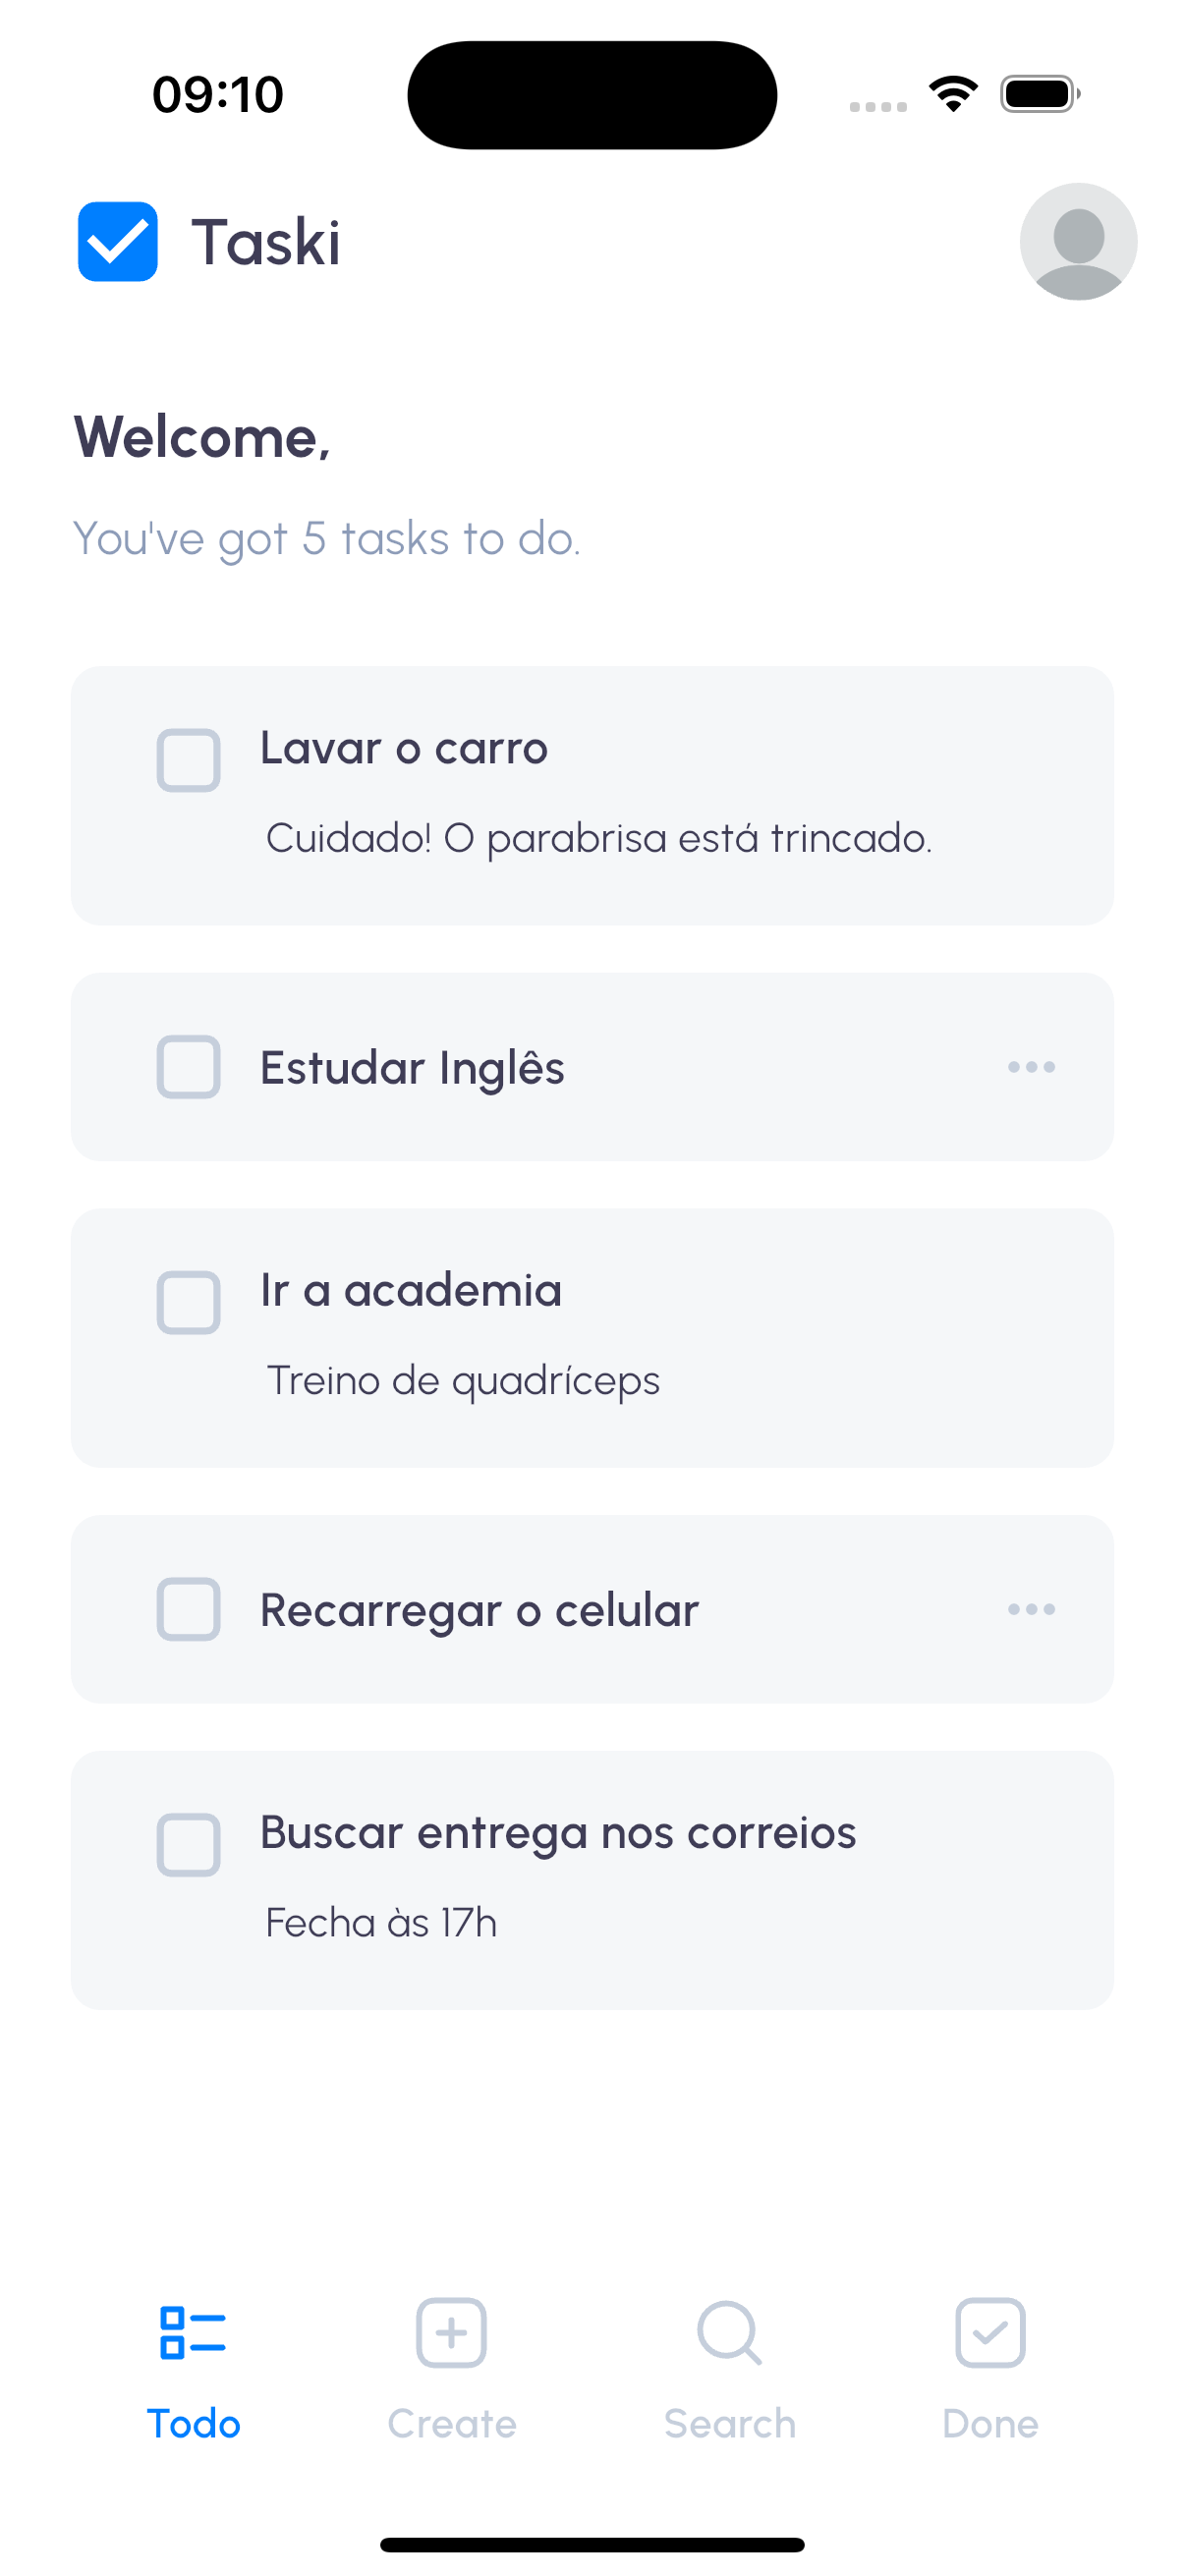 09:10
Taski
Welcome,
You've got 5 tasks to do.
Lavar o carro
Cuidado! O parabrisa está trincado.
Estudar Inglês
Ir a academia
Treino de quadríceps
Recarregar o celular
Buscar entrega nos correios
Fecha às 17h
Todo
Create
Search
Done